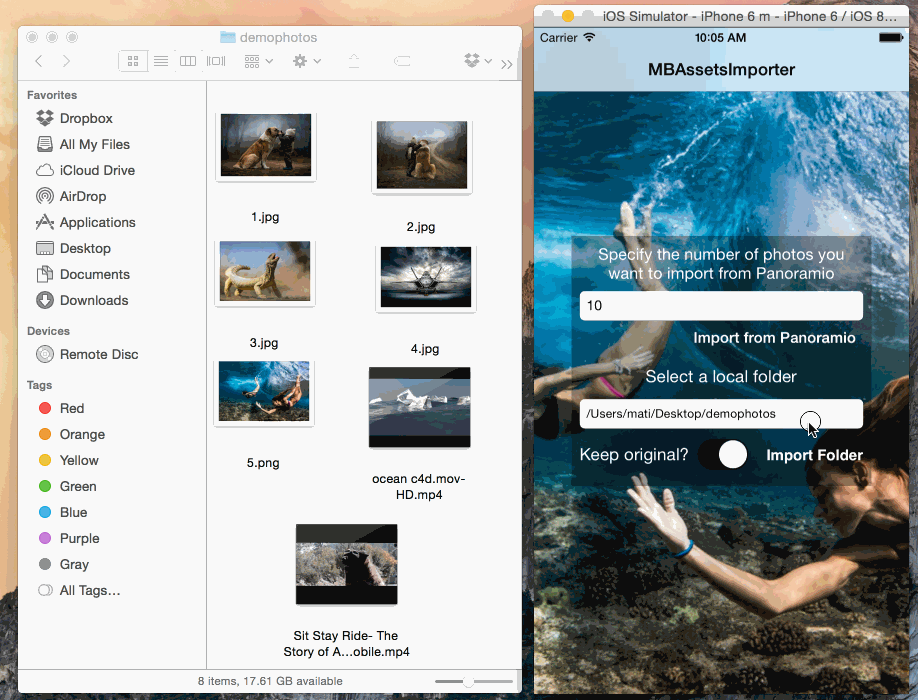 demophotos
Favorites
Dropbox
All My Files
iCloud Drive
AirDrop
Applications
Desktop
Documents
Downloads
Devices
Remote Disc
Tags
Red
Orange
Yellow
Green
Blue
Purple
Gray
All Tags...
1.jpg
2.jpg
3.jpg
4.jpg
5.png
ocean c4d.mov-
HD.mp4
Sit Stay Ride- The
Story of A...obile.mp4
8 items, 17.61 GB available
iOS Simulator - iPhone 6 m - iPhone 6 / iOS 8...
Carrier
10:05 AM
MBAssetsImporter
Specify the number of photos you
want to import from Panoramio
10
Import from Panoramio
Select a local folder
/Users/mati/Desktop/demophotos
Keep original?
Import Folder